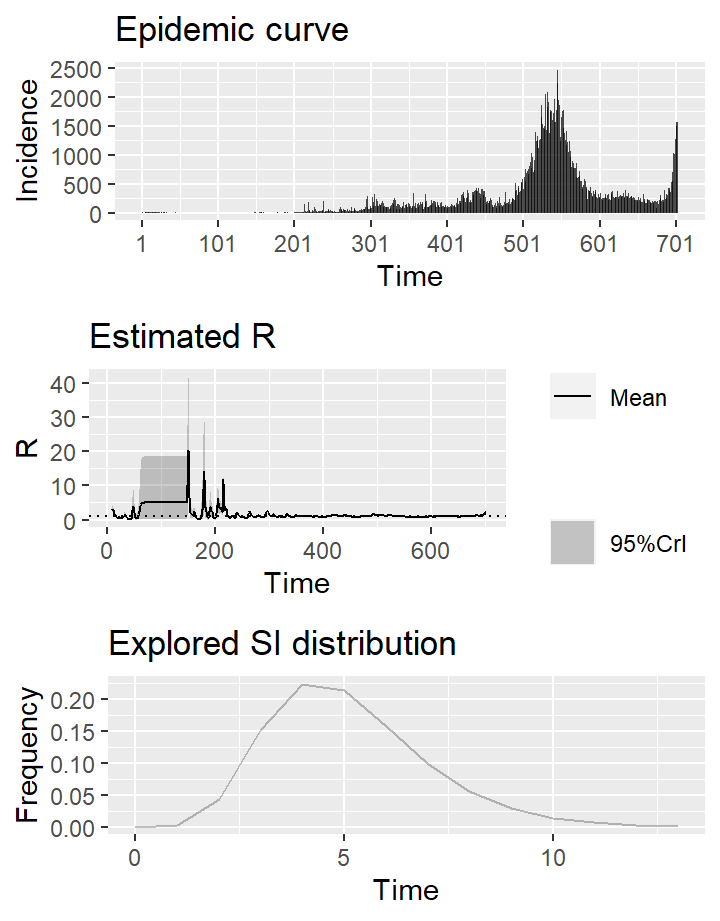 Epidemic curve
2500
2000
1500
1000
500
0
Incidence
1 101 201 301 401 501 601 701
Time
Estimated R
40
30
20
10
0
R
0 200 400 600
Time
Mean
95%CrI
Explored SI distribution
0.20
0.15
0.10
0.05
0.00
Frequency
0 5 10
Time